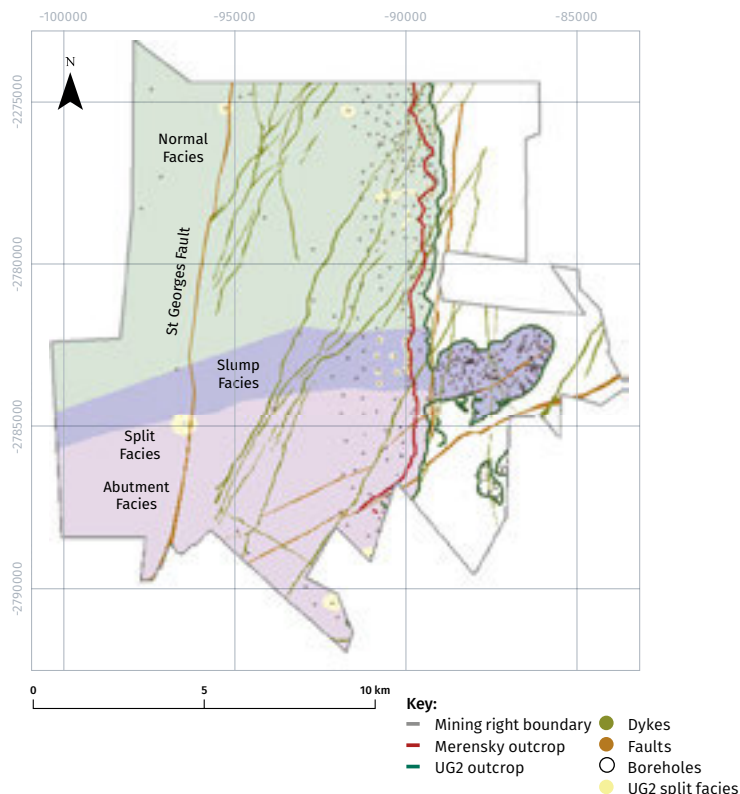 -100000
-95000
-90000
-85000
N
-2275000
Normal
Facies
St Georges Fault
-2780000
Slump
Facies
-2785000
Split
Facies
Abutment
Facies
-2790000
0
5
10 km
Key:
Mining right boundary
Merensky outcrop
UG2 outcrop
Dykes
Faults
Boreholes
UG2 split facies